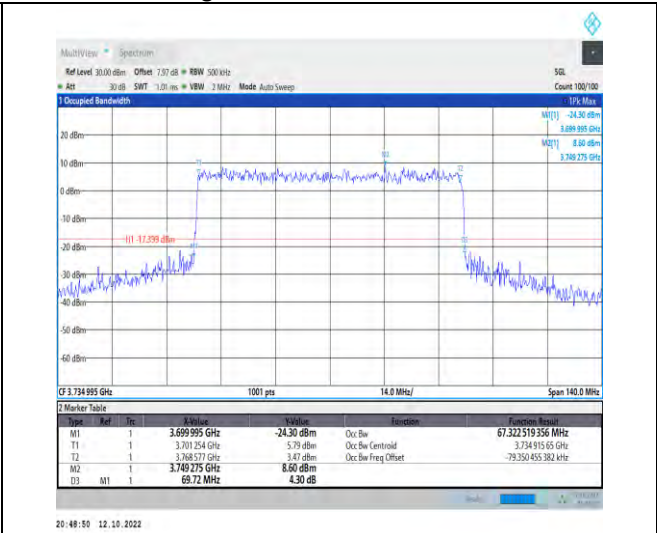 MultiView Spectrum
Ref Level 30.00 dBm Offset 7.97 dB RBW 500 kHz SGL
Att 30 dB SWT 1.01 ms VBW 2 MHz Mode Auto Sweep Count 100/100
1 Occupied Bandwidth 1Pk Max
M1[1] -24.30 dBm
3.699 995 GHz
M2[1] 8.60 dBm
3.749 275 GHz
20 dBm
10 dBm
0 dBm
-10 dBm
H1 -17.399 dBm
-20 dBm
-30 dBm
-40 dBm
-50 dBm
-60 dBm
CF 3.734 995 GHz 1001 pts 14.0 MHz/ Span 140.0 MHz
2 Marker Table
Type Ref Trc X-Value Y-Value Function Function Result
M1 1 3.699 995 GHz -24.30 dBm Occ Bw 67.322 519 356 MHz
T1 1 3.701 254 GHz 5.79 dBm Occ Bw Centroid 3.734 915 65 GHz
T2 1 3.768 577 GHz 3.47 dBm Occ Bw Freq Offset -79.350 455 382 kHz
M2 1 3.749 275 GHz 8.60 dBm
D3 M1 1 69.72 MHz 4.30 dB
20:48:50 12.10.2022